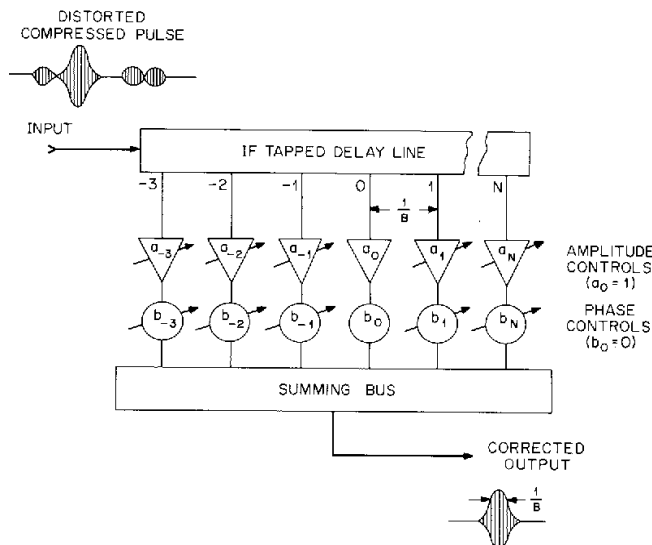 DISTORTED
COMPRESSED PULSE
INPUT
IF TAPPED DELAY LINE
-3 -2 -1 0 1 N
1/B
a-3 a-2 a-1 a0 a1 aN
AMPLITUDE
CONTROLS
(a0 = 1)
b-3 b-2 b-1 b0 b1 bN
PHASE
CONTROLS
(b0 = 0)
SUMMING BUS
CORRECTED
OUTPUT
1/B